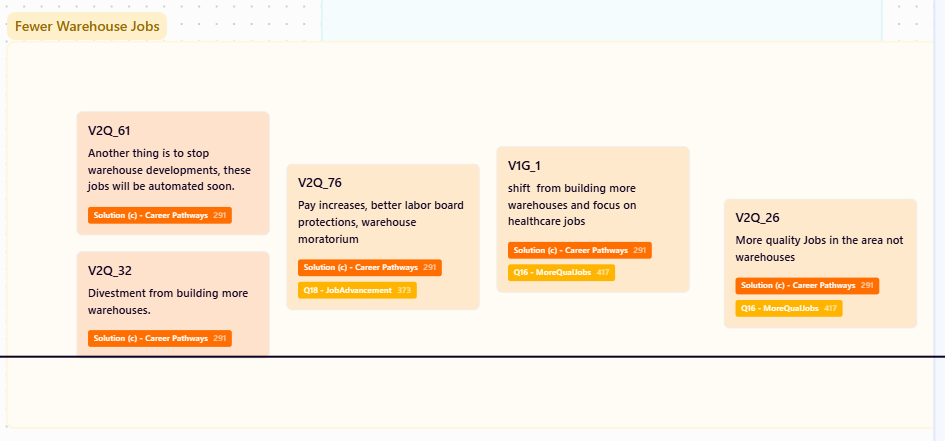 Fewer Warehouse Jobs
V2Q_61
Another thing is to stop
warehouse developments, these
jobs will be automated soon.
Solution (c) - Career Pathways 291
V2Q_32
Divestment from building more
warehouses.
Solution (c) - Career Pathways 291
V2Q_76
Pay increases, better labor board
protections, warehouse
moratorium
Solution (c) - Career Pathways 291
Q18 - JobAdvancement 373
V1G_1
shift from building more
warehouses and focus on
healthcare jobs
Solution (c) - Career Pathways 291
Q16 - MoreQualJobs 417
V2Q_26
More quality Jobs in the area not
warehouses
Solution (c) - Career Pathways 291
Q16 - MoreQualJobs 417